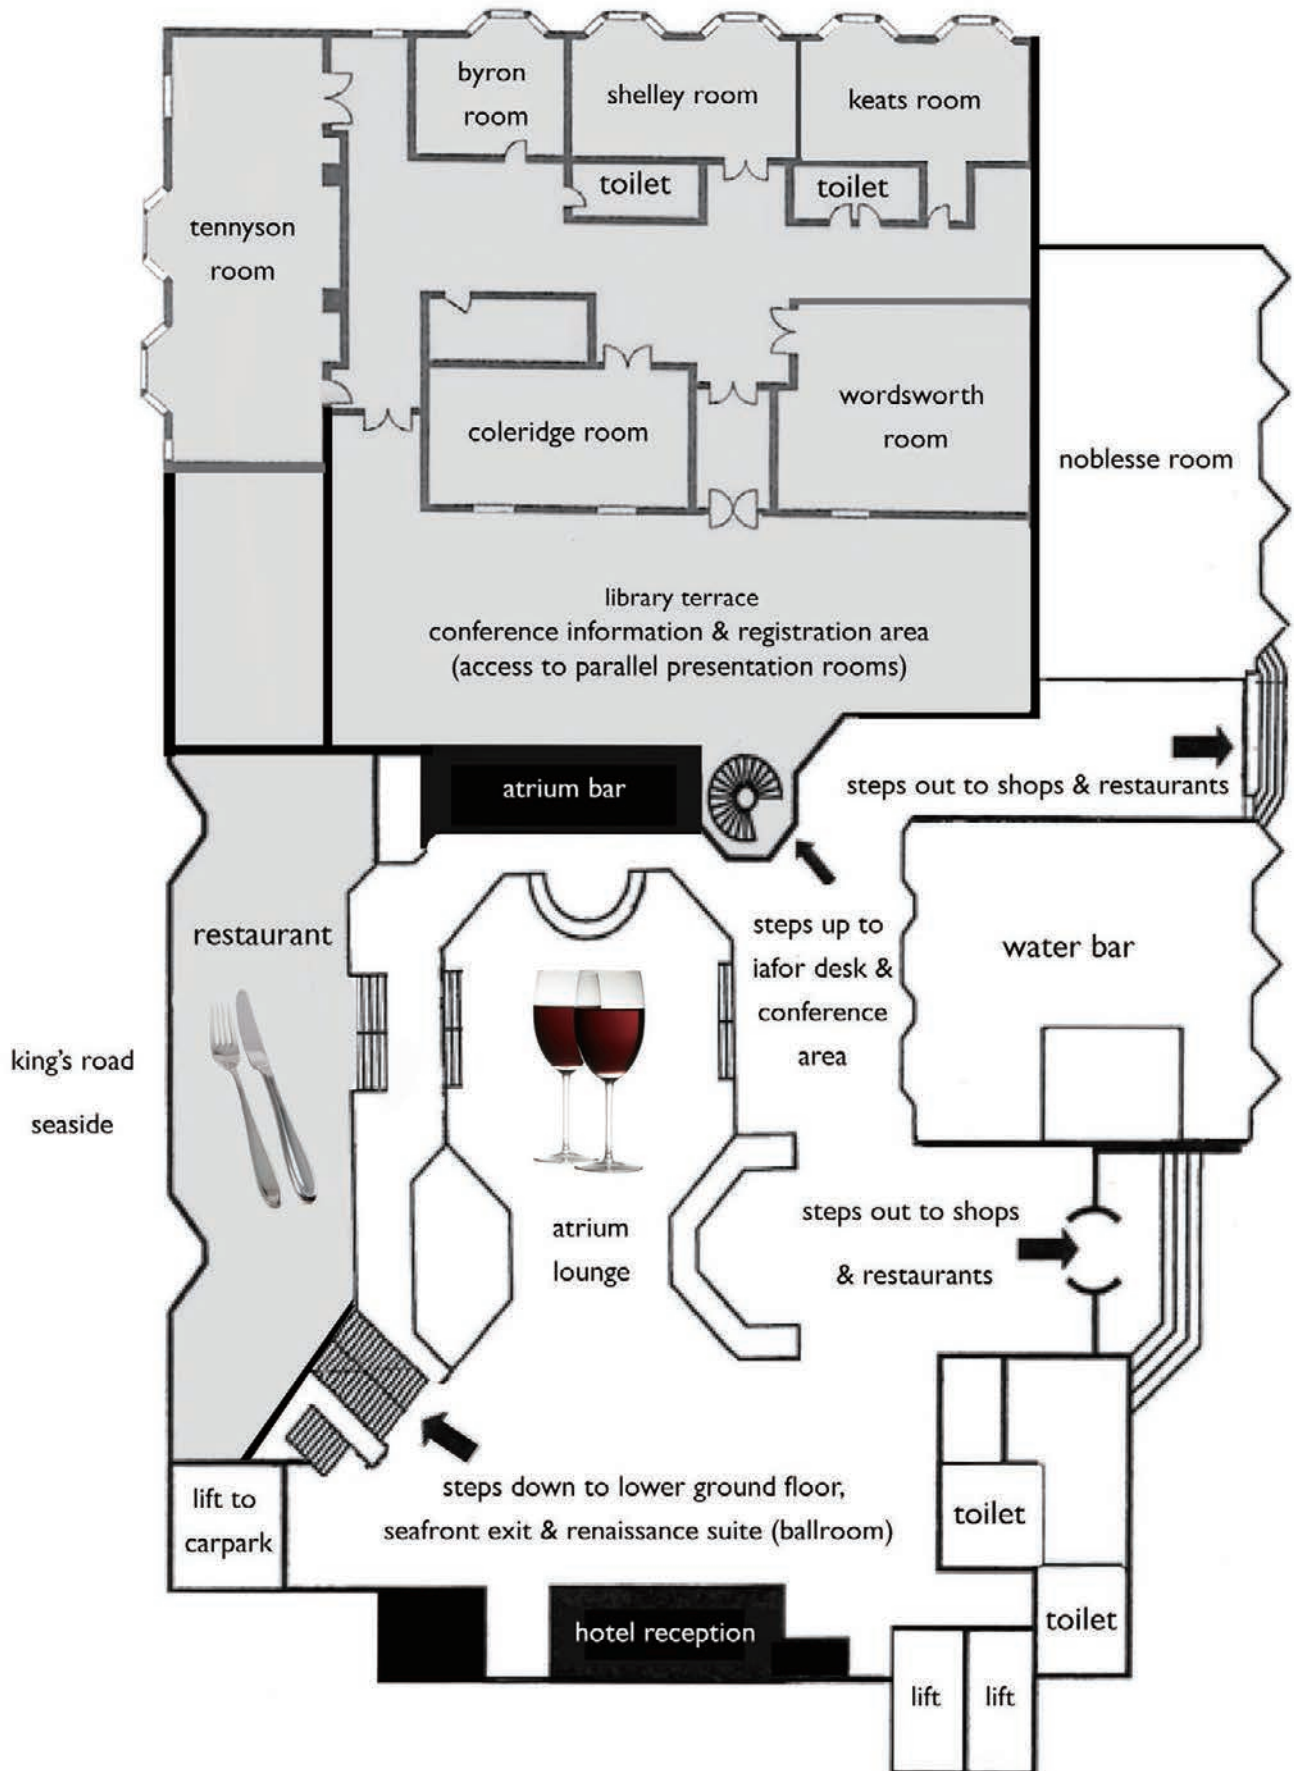 byron
room
shelley room
keats room
toilet
toilet
tennyson
room
wordsworth
room
coleridge room
noblesse room
library terrace
conference information & registration area
(access to parallel presentation rooms)
atrium bar
steps out to shops & restaurants
restaurant
steps up to
iafor desk &
conference
area
water bar
king's road
seaside
atrium
lounge
steps out to shops
& restaurants
steps down to lower ground floor,
seafront exit & renaissance suite (ballroom)
lift to
carpark
toilet
toilet
hotel reception
lift
lift